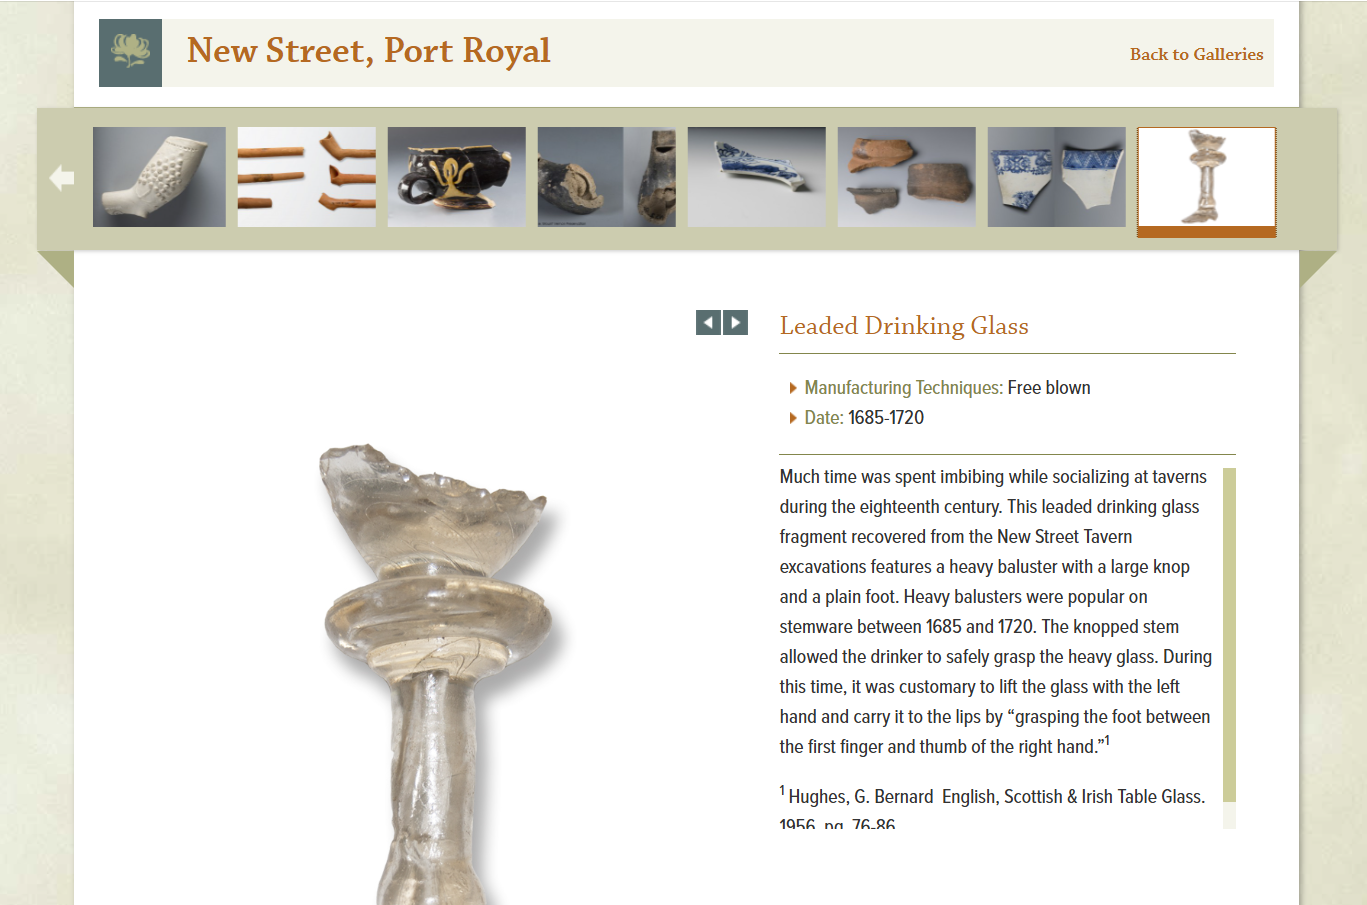 New Street, Port Royal
Back to Galleries
Leaded Drinking Glass
Manufacturing Techniques: Free blown
Date: 1685-1720
Much time was spent imbibing while socializing at taverns
during the eighteenth century. This leaded drinking glass
fragment recovered from the New Street Tavern
excavations features a heavy baluster with a large knop
and a plain foot. Heavy balusters were popular on
stemware between 1685 and 1720. The knopped stem
allowed the drinker to safely grasp the heavy glass. During
this time, it was customary to lift the glass with the left
hand and carry it to the lips by “grasping the foot between
the first finger and thumb of the right hand.”1
1 Hughes, G. Bernard  English, Scottish & Irish Table Glass.
1956, pg. 76-86